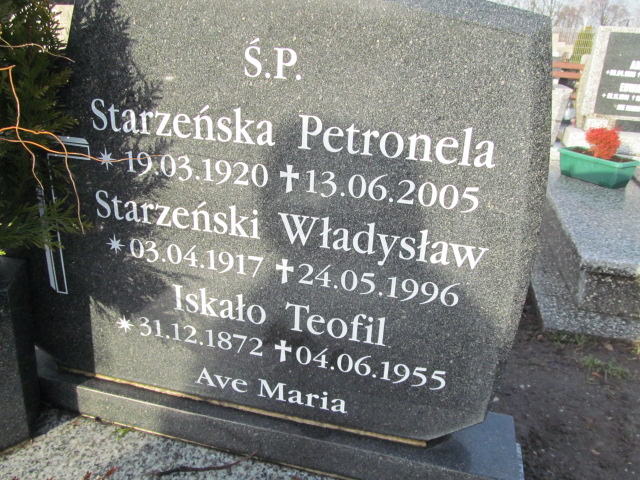 Ś.P.
Starzeńska Petronela
* 19.03.1920 ✝ 13.06.2005
Starzeński Władysław
* 03.04.1917 ✝ 24.05.1996
Iskało Teofil
* 31.12.1872 ✝ 04.06.1955
Ave Maria